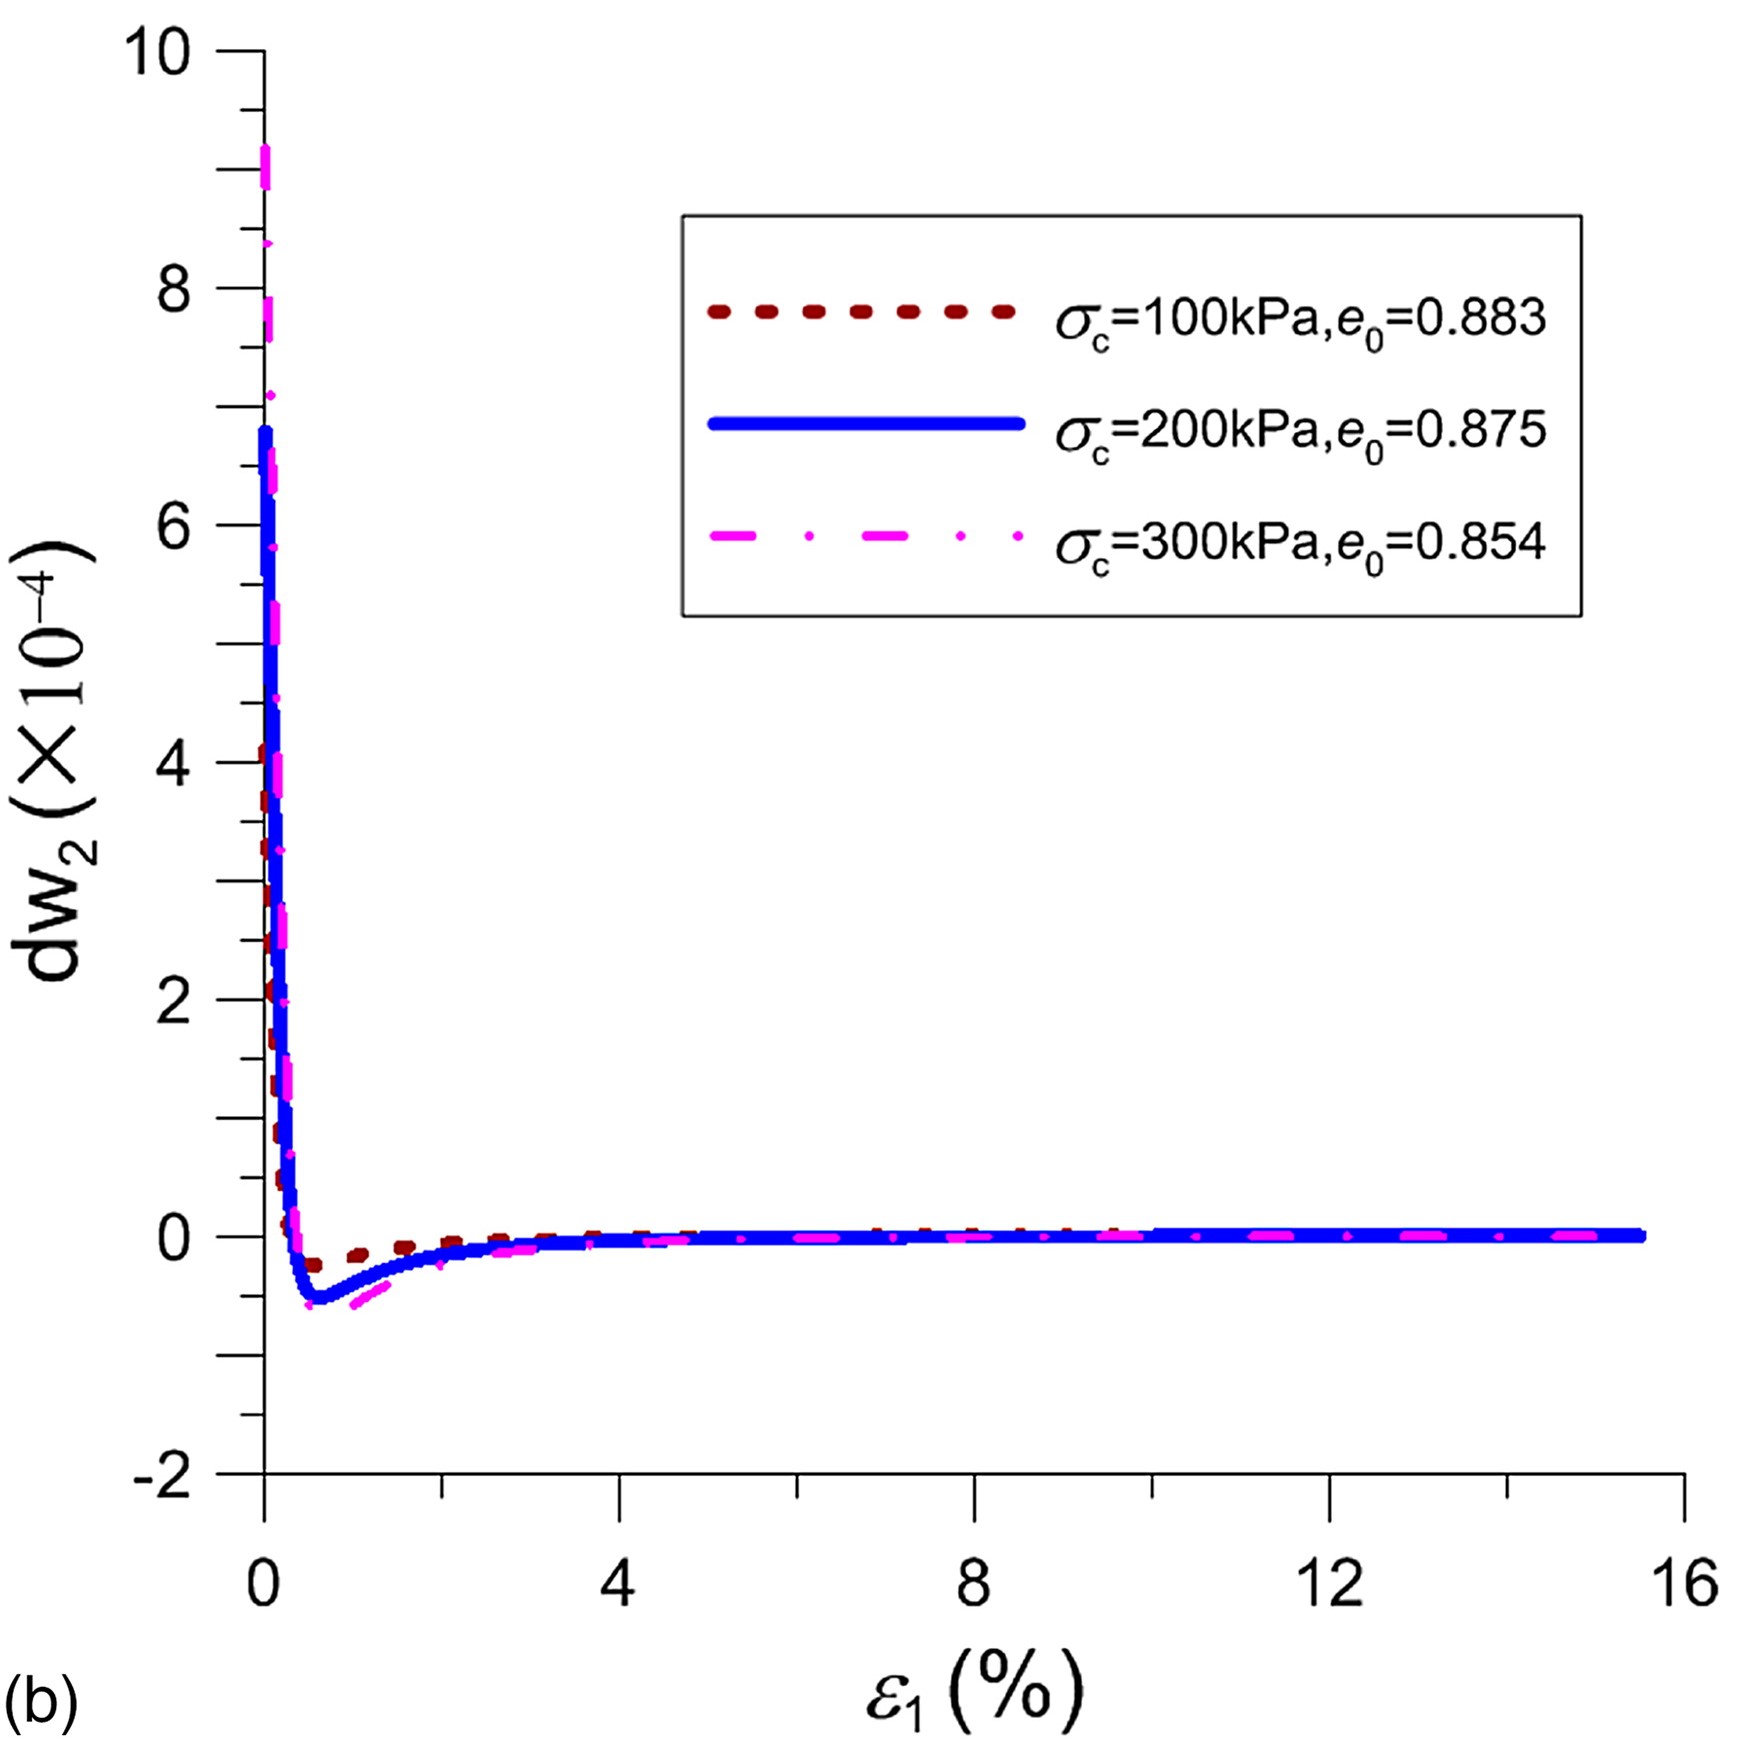 10
8
6
4
2
0
-2
dw₂ (×10⁻⁴)
σc=100kPa,e₀=0.883
σc=200kPa,e₀=0.875
σc=300kPa,e₀=0.854
0 4 8 12 16
ε₁ (%)
(b)